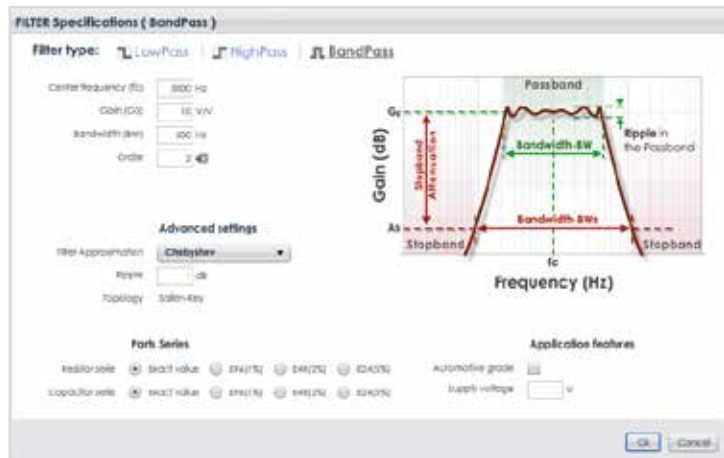 FILTER Specifications ( BandPass )
Filter type: LowPass | HighPass | BandPass
Center frequency (fc) Hz
Gain (Go) 10 V/V
Bandwidth (BW) Hz
Order 2
Passband
Go
Gain (dB)
Stopband Attenuation
Bandwidth-BW
Ripple in
the Passband
As
Bandwidth-BWs
Stopband
Stopband
fc
Frequency (Hz)
Advanced settings
Filter Approximation Chebyshev
Ripple dB
Topology Sallen-Key
Parts Series
Resistor serie Exact value E96(1%) E48(2%) E24(5%)
Capacitor serie Exact value E96(1%) E48(2%) E24(5%)
Application features
Automotive grade
Supply voltage V
Ok Cancel